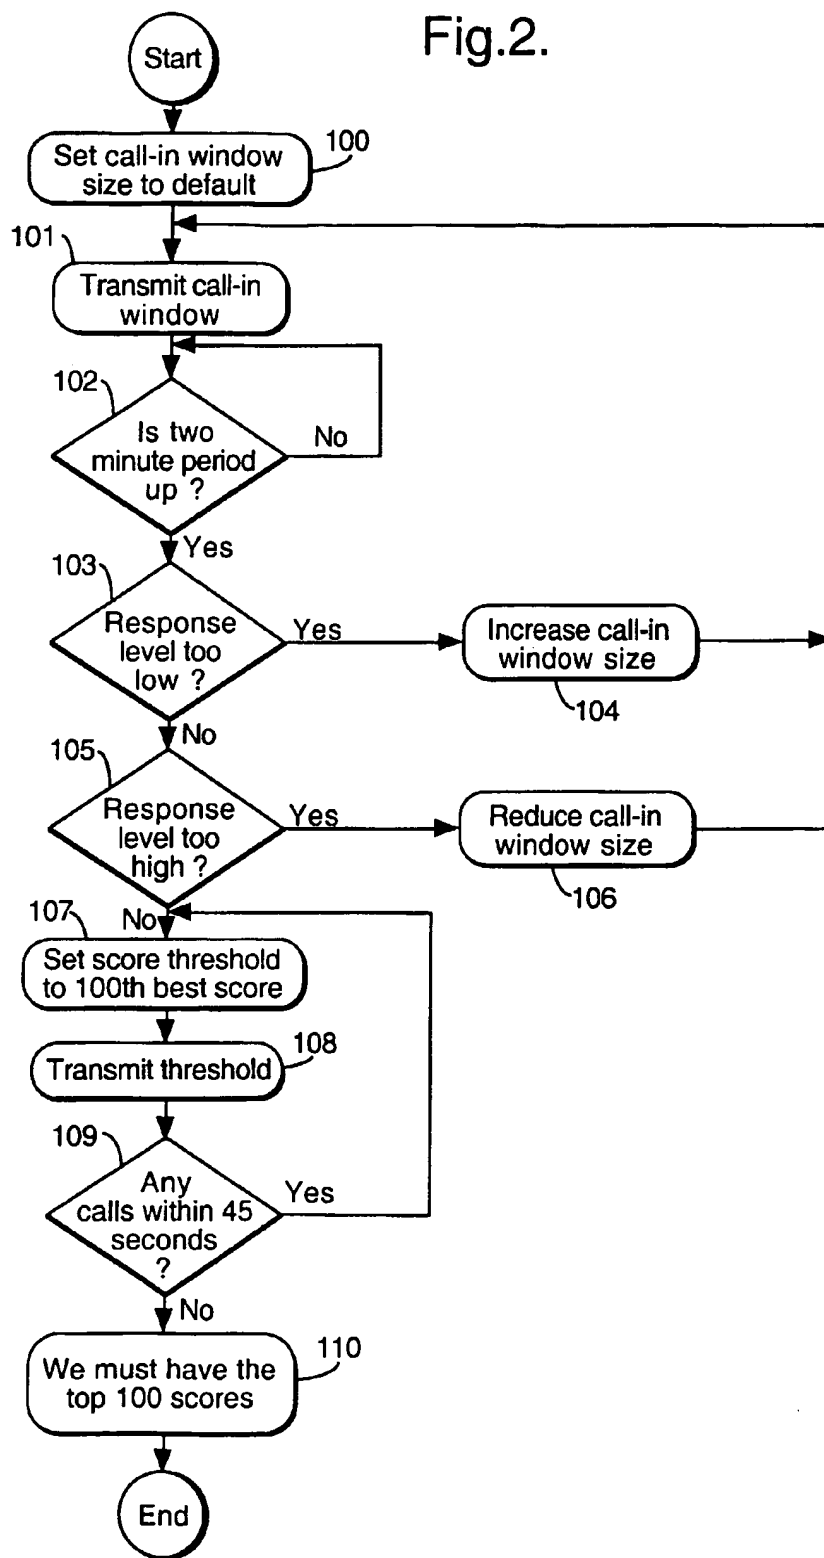 Fig.2.
Start
100
Set call-in window
size to default
101
Transmit call-in
window
102
Is two
minute period
up ?
No
Yes
103
Response
level too
low ?
Yes
Increase call-in
window size
104
No
105
Response
level too
high ?
Yes
Reduce call-in
window size
106
No
107
Set score threshold
to 100th best score
108
Transmit threshold
109
Any
calls within 45
seconds
?
Yes
No
110
We must have the
top 100 scores
End